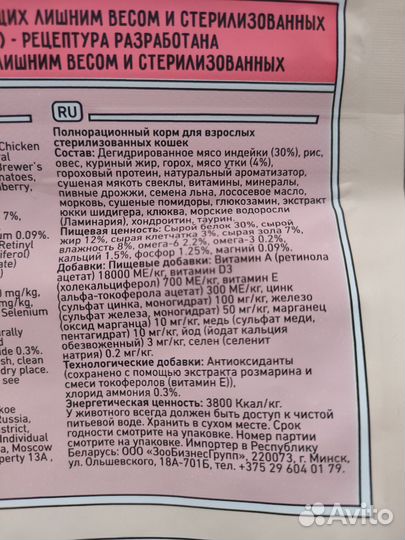 ЩИХ ЛИШНИМ ВЕСОМ И СТЕРИЛИЗОВАННЫХ
) - РЕЦЕПТУРА РАЗРАБОТАНА
ЛИШНИМ ВЕСОМ И СТЕРИЛИЗОВАННЫХ
RU
Полнорационный корм для взрослых
стерилизованных кошек
Состав: Дегидрированное мясо индейки (30%), рис,
овес, куриный жир, горох, мясо утки (4%),
гороховый протеин, натуральный ароматизатор,
сушеная мякоть свеклы, витамины, минералы,
пивные дрожжи, семена льна, лососевое масло,
морковь, сушеные помидоры, глюкозамин, экстракт
юкки шидигера, клюква, морские водоросли
(Ламинария), хондроитин, таурин.
Пищевая ценность: Сырой белок 30%, сырой
жир 12%, сырая клетчатка 3%, сырая зола 7%,
влажность 8%, омега-6 2.2%, омега-3 0.2%,
кальций 1.5%, фосфор 1.25%, магний 0.09%.
Добавки: Пищевые добавки: Витамин А (ретинола
ацетат) 18000 МЕ/кг, витамин D3
(холекальциферол) 700 МЕ/кг, витамин Е
(альфа-токоферола ацетат) 300 мг/кг, цинк
(сульфат цинка, моногидрат) 100 мг/кг, железо
(сульфат железа, моногидрат) 50 мг/кг, марганец
(оксид марганца) 10 мг/кг, медь (сульфат меди,
пентагидрат) 10 мг/кг, йод (йодат кальция
обезвоженный) 3 мг/кг, селен (селенит
натрия) 0.2 мг/кг.
Технологические добавки: Антиоксиданты
(сохранено с помощью экстракта розмарина и
смеси токоферолов (витамин Е)),
хлорид аммония 0.3%.
Энергетическая ценность: 3800 Ккал/кг.
У животного всегда должен быть доступ к чистой
питьевой воде. Хранить в сухом месте. Срок
годности смотрите на упаковке. Номер партии
смотрите на упаковке. Импортер в Республику
Беларусь: ООО «ЗооБизнесГрупп», 220073, г. Минск,
ул. Ольшевского, 18А-701Б, тел. +375 29 604 01 79.
Chicken
Brewer's
7%,
0.09%.
Retinyl
mg/kg,
mg/kg,
Selenium
0.3%.
sh, clean
dry place.
see
Russia,
Individual
Moscow
perty 13A ,
Avito